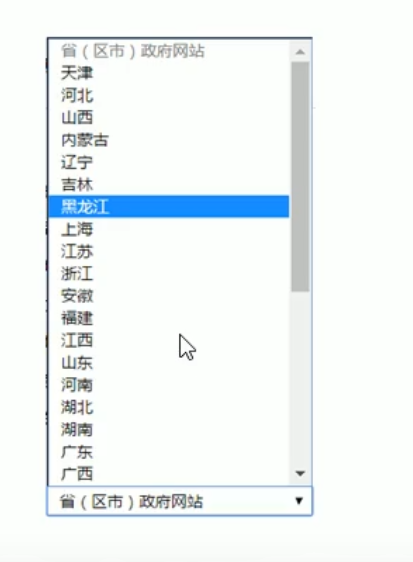 省（区市）政府网站
天津
河北
山西
内蒙古
辽宁
吉林
黑龙江
上海
江苏
浙江
安徽
福建
江西
山东
河南
湖北
湖南
广东
广西
省（区市）政府网站